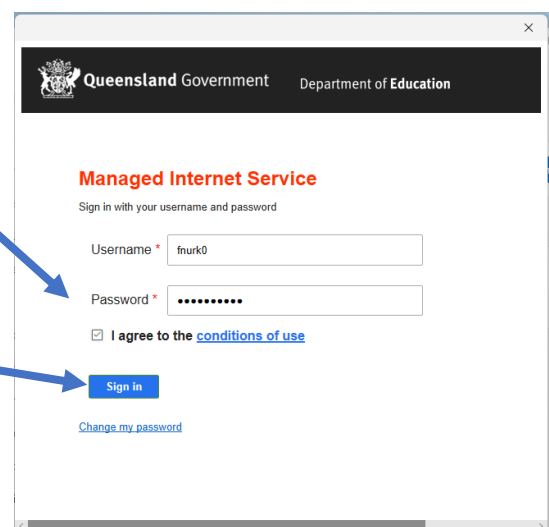 Queensland Government Department of Education
Managed Internet Service
Sign in with your username and password
Username * fnurk0
Password * ••••••••••
I agree to the conditions of use
Sign in
Change my password